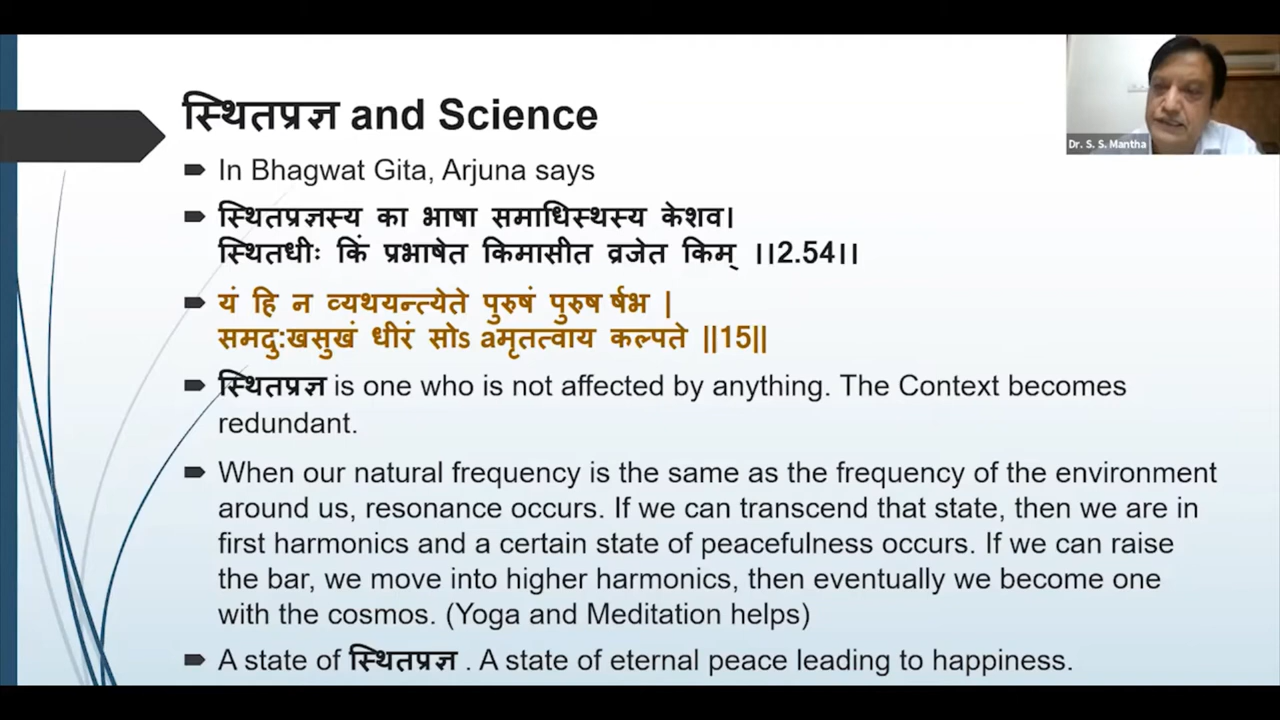 स्थितप्रज्ञ and Science
Dr. S. S. Mantha
In Bhagwat Gita, Arjuna says
स्थितप्रज्ञस्य का भाषा समाधिस्थस्य केशव।
स्थितधीः किं प्रभाषेत किमासीत व्रजेत किम् ।।2.54।।
यं हि न व्यथयन्त्येते पुरुषं पुरुष र्षभ |
समदु:खसुखं धीरं सोs aमृतत्वाय कल्पते ||15||
स्थितप्रज्ञ is one who is not affected by anything. The Context becomes
redundant.
When our natural frequency is the same as the frequency of the environment
around us, resonance occurs. If we can transcend that state, then we are in
first harmonics and a certain state of peacefulness occurs. If we can raise
the bar, we move into higher harmonics, then eventually we become one
with the cosmos. (Yoga and Meditation helps)
A state of स्थितप्रज्ञ . A state of eternal peace leading to happiness.